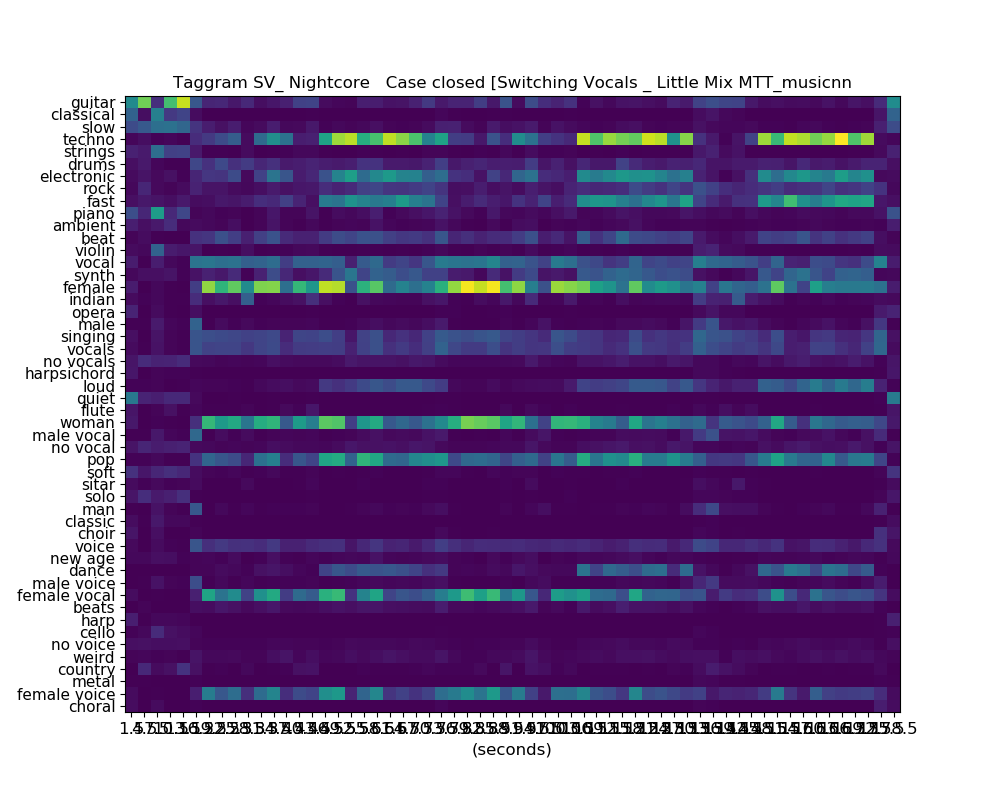 Taggram SV_ Nightcore   Case closed [Switching Vocals _ Little Mix MTT_musicnn
guitar
classical
slow
techno
strings
drums
electronic
rock
fast
piano
ambient
beat
violin
vocal
synth
female
indian
opera
male
singing
vocals
no vocals
harpsichord
loud
quiet
flute
woman
male vocal
no vocal
pop
soft
sitar
solo
man
classic
choir
voice
new age
dance
male voice
female vocal
beats
harp
cello
no voice
weird
country
metal
female voice
choral
(seconds)